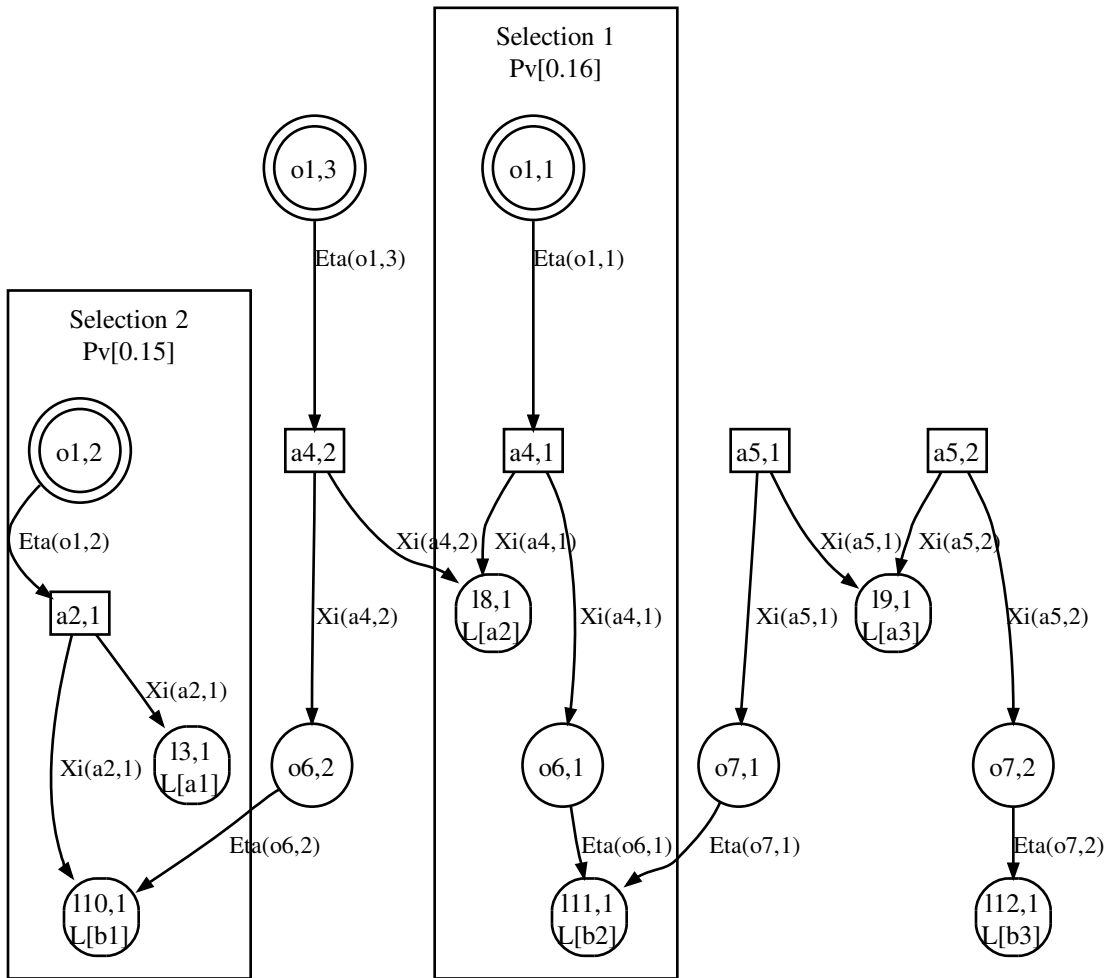 Selection 1
Pv[0.16]
o1,3
o1,1
Eta(o1,3)
Eta(o1,1)
Selection 2
Pv[0.15]
o1,2
a4,2
a4,1
a5,1
a5,2
Eta(o1,2)
Xi(a4,2)
Xi(a4,1)
Xi(a5,1)
Xi(a5,2)
a2,1
l8,1
L[a2]
l9,1
L[a3]
Xi(a4,2)
Xi(a4,1)
Xi(a5,1)
Xi(a5,2)
Xi(a2,1)
Xi(a2,1)
l3,1
L[a1]
o6,2
o6,1
o7,1
o7,2
Eta(o6,2)
Eta(o6,1)
Eta(o7,1)
Eta(o7,2)
l10,1
L[b1]
l11,1
L[b2]
l12,1
L[b3]